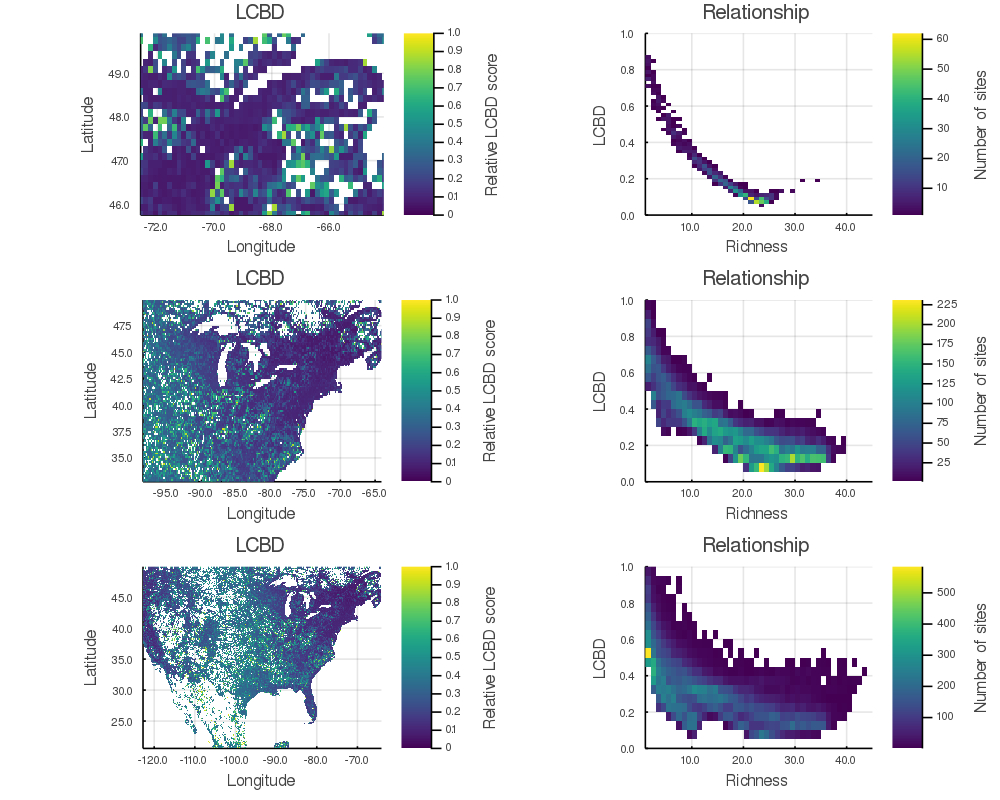 LCBD
Relationship
49.0
48.0
47.0
46.0
Latitude
-72.0 -70.0 -68.0 -66.0
Longitude
1.0
0.9
0.8
0.7
0.6
0.5
0.4
0.3
0.2
01
0
Relative LCBD score
1.0
0.8
0.6
0.4
0.2
0.0
LCBD
10.0 20.0 30.0 40.0
Richness
60
50
40
30
20
10
Number of sites
LCBD
Relationship
475
45.0
42.5
40.0
37.5
35.0
Latitude
-95.0 -90.0 -85.0 -80.0 -75.0 -70.0 -65.0
Longitude
1.0
0.9
0.8
0.7
0.6
0.5
0.4
0.3
0.2
01
0
Relative LCBD score
1.0
0.8
0.6
0.4
0.2
0.0
LCBD
10.0 20.0 30.0 40.0
Richness
225
200
175
150
125
100
75
50
25
Number of sites
LCBD
Relationship
45.0
40.0
35.0
30.0
25.0
Latitude
-120.0 -110.0 -100.0 -90.0 -80.0 -70.0
Longitude
1.0
0.9
0.8
0.7
0.6
0.5
0.4
0.3
0.2
01
0
Relative LCBD score
1.0
0.8
0.6
0.4
0.2
0.0
LCBD
10.0 20.0 30.0 40.0
Richness
500
400
300
200
100
Number of sites